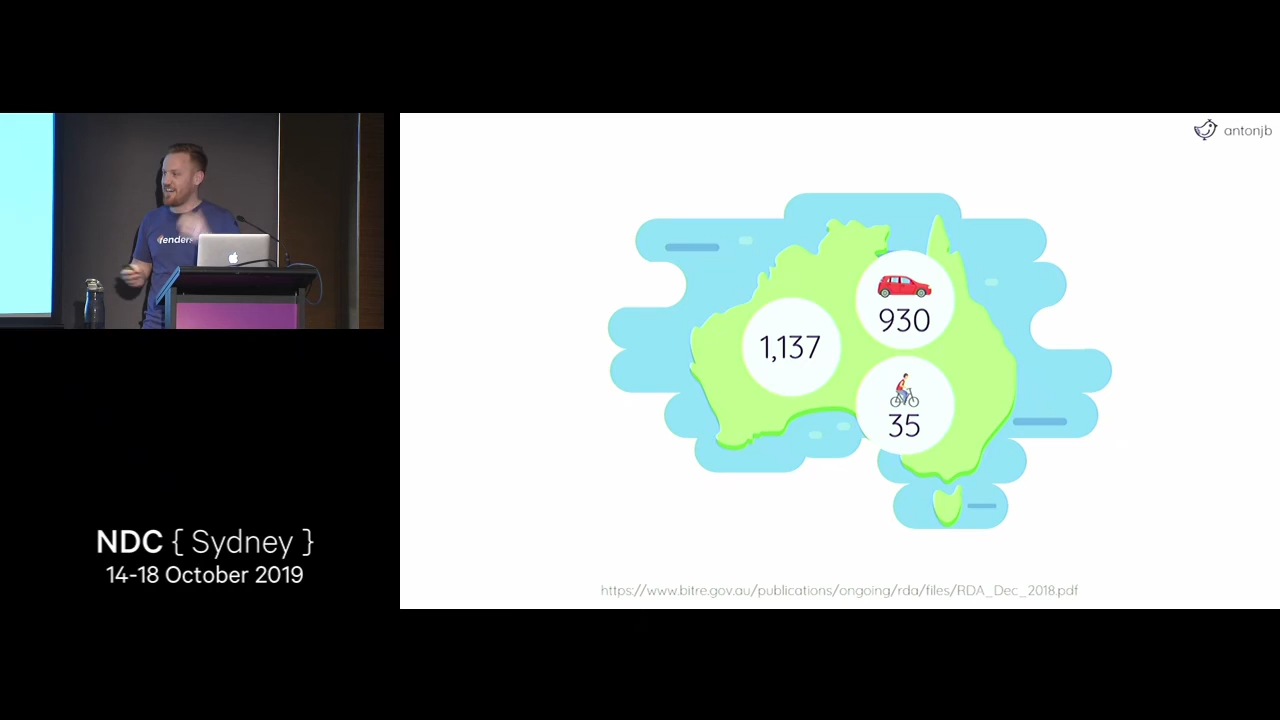 antonjb
enders
930
1,137
35
NDC { Sydney }
14-18 October 2019
https://www.bitre.gov.au/publications/ongoing/rda/files/RDA_Dec_2018.pdf